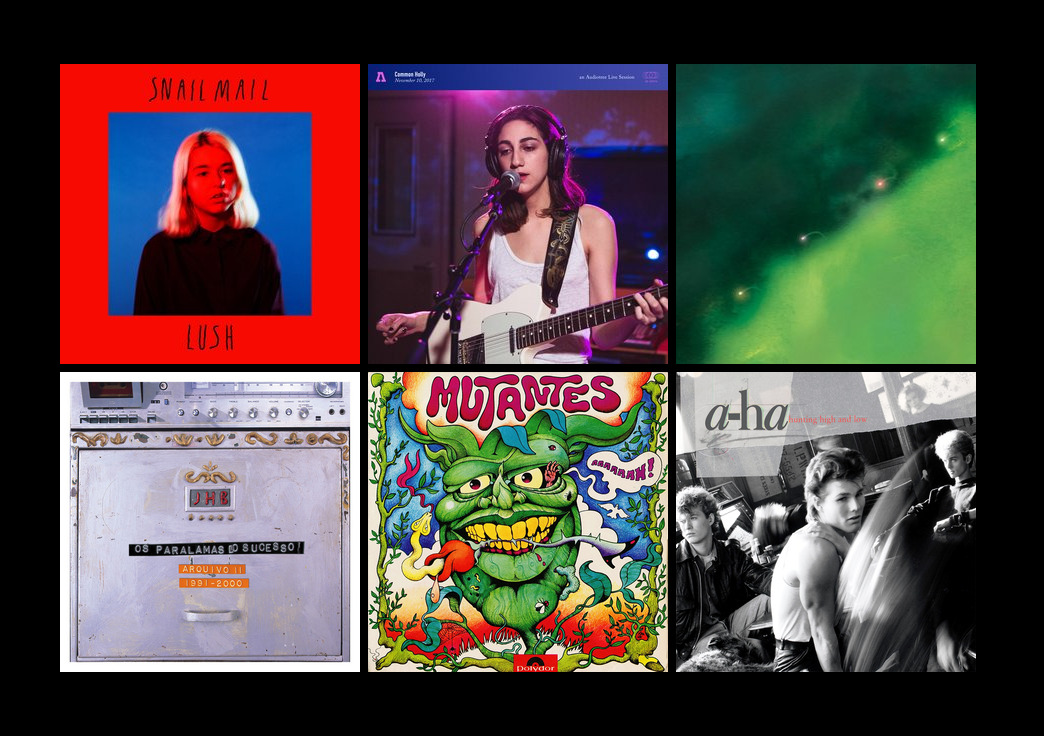 SNAIL MAIL
LUSH
Common Holly
November 10, 2017
an Audiotree Live Session
JHB
OS PARALAMAS DO SUCESSO!
ARQUIVO II
1991-2000
MUTANTES
AAAAAAH!
polydor
a-ha
hunting high and low